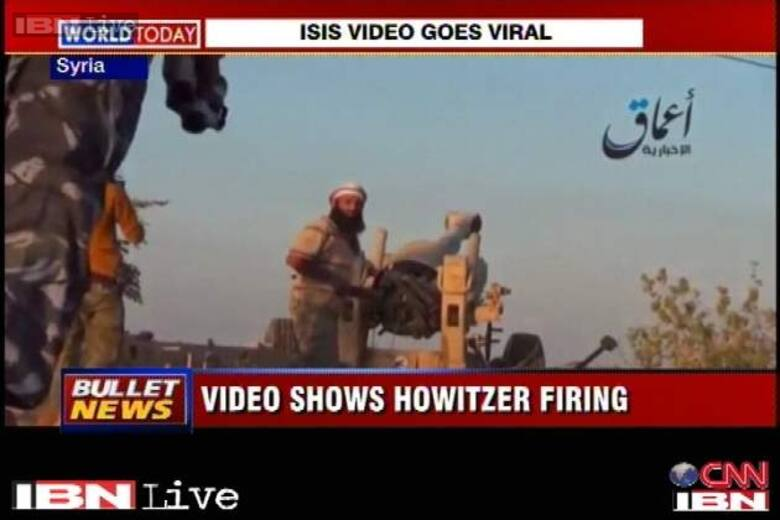 IBN Live
WORLD TODAY
ISIS VIDEO GOES VIRAL
Syria
أعماق
الإخبارية
BULLET NEWS
VIDEO SHOWS HOWITZER FIRING
IBN Live
CNN
IBN